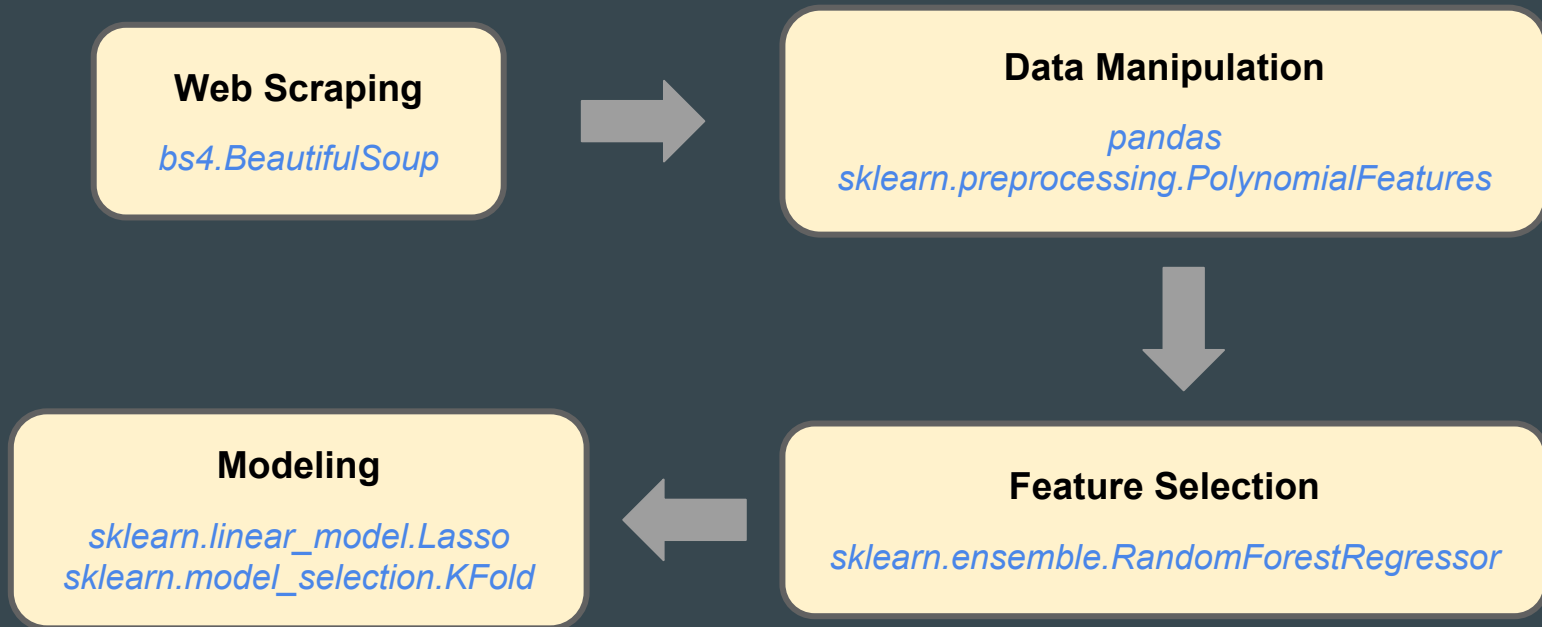 Web Scraping
bs4.BeautifulSoup
Data Manipulation
pandas
sklearn.preprocessing.PolynomialFeatures
Feature Selection
sklearn.ensemble.RandomForestRegressor
Modeling
sklearn.linear_model.Lasso
sklearn.model_selection.KFold